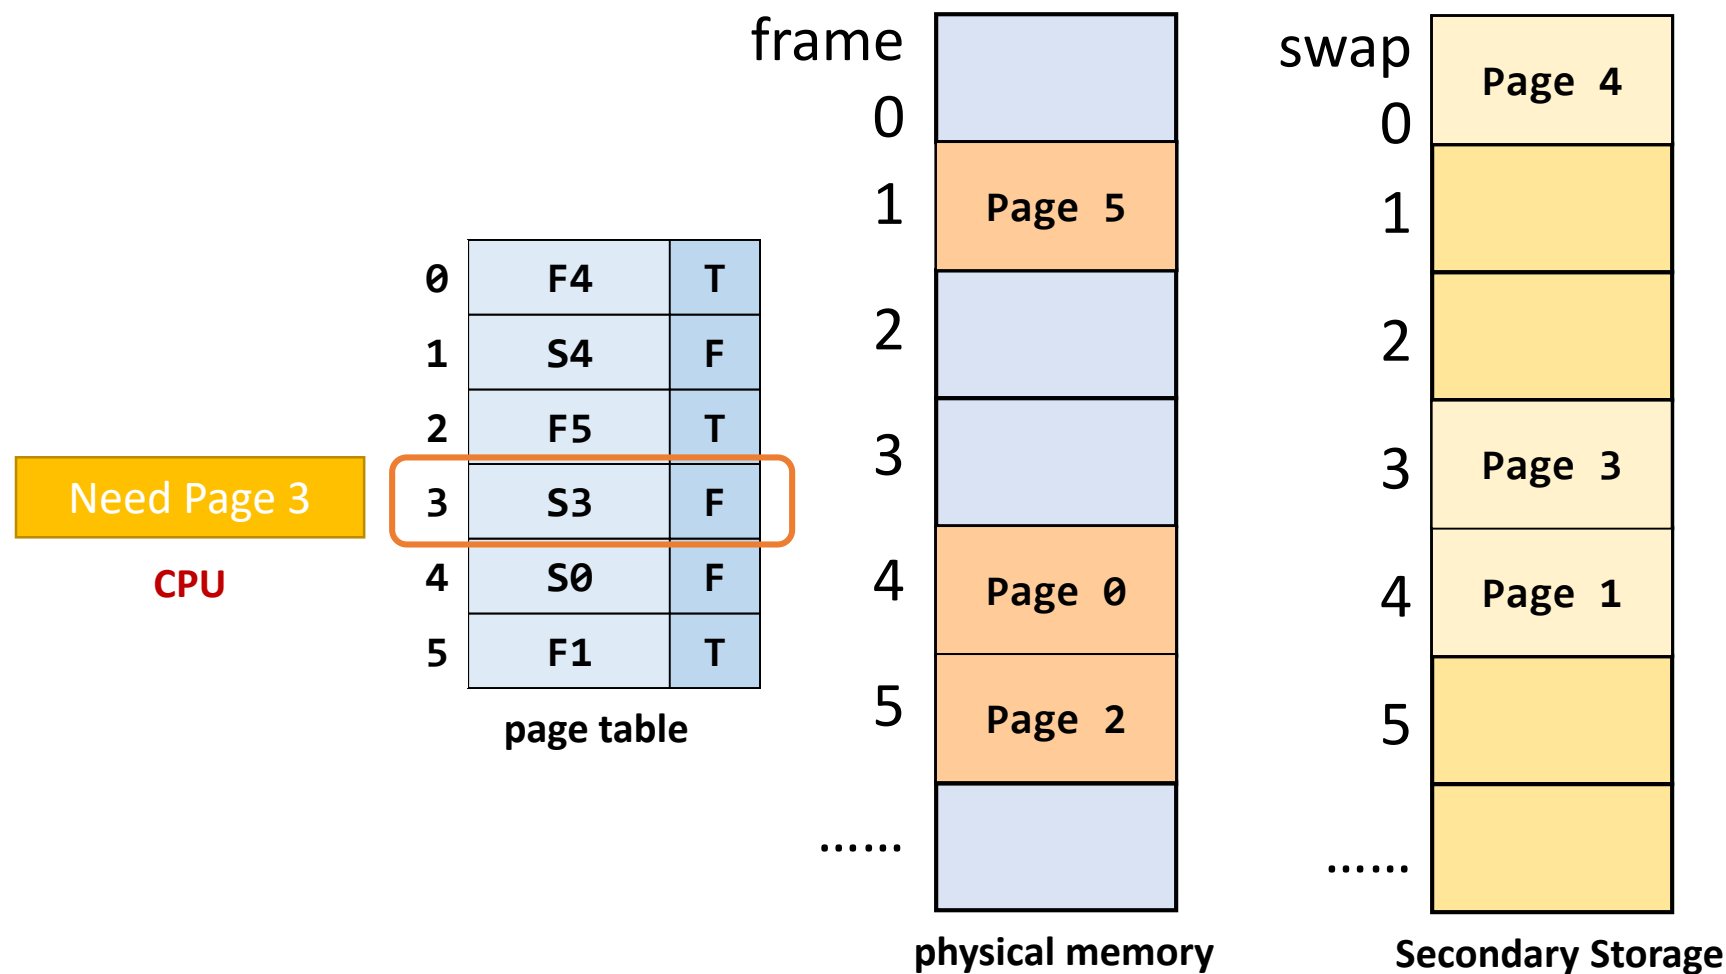 Need Page 3
CPU
0 F4 T
1 S4 F
2 F5 T
3 S3 F
4 S0 F
5 F1 T
page table
frame
0
1 Page 5
2
3
4 Page 0
5 Page 2
......
physical memory
swap
0 Page 4
1
2
3 Page 3
4 Page 1
5
......
Secondary Storage